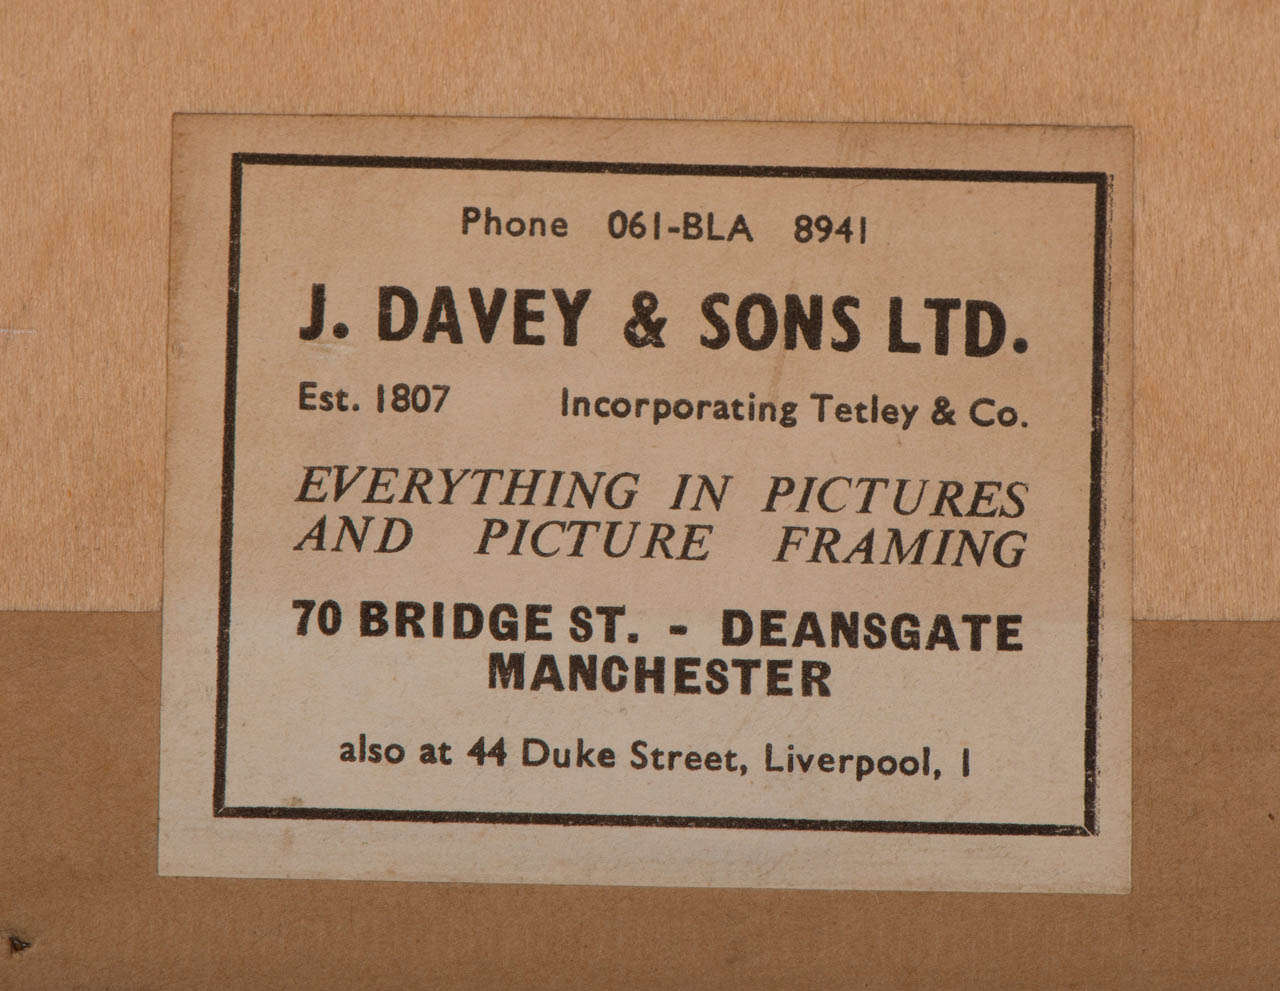 Phone 061-BLA 8941
J. DAVEY & SONS LTD.
Est. 1807 Incorporating Tetley & Co.
EVERYTHING IN PICTURES
AND PICTURE FRAMING
70 BRIDGE ST. - DEANSGATE
MANCHESTER
also at 44 Duke Street, Liverpool, 1